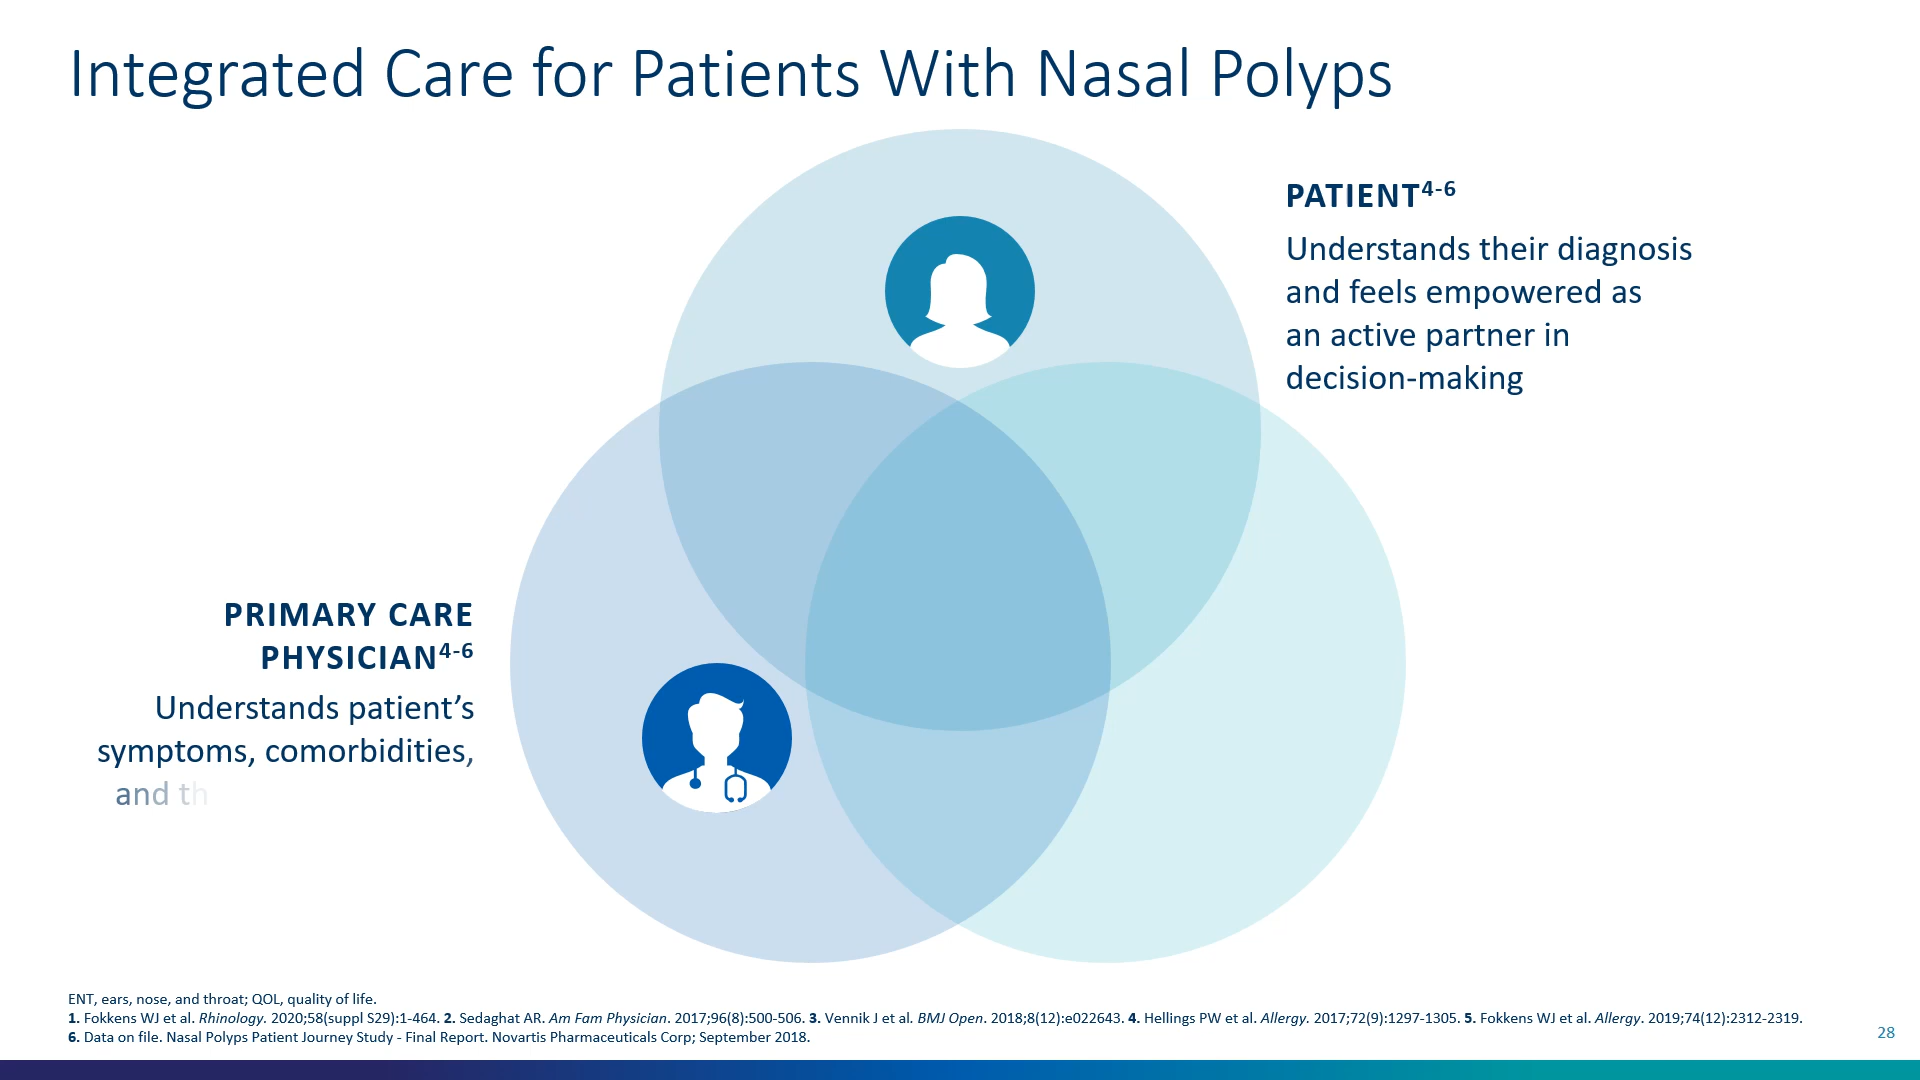 Integrated Care for Patients With Nasal Polyps
PATIENT4-6
Understands their diagnosis
and feels empowered as
an active partner in
decision-making
PRIMARY CARE
PHYSICIAN4-6
Understands patient’s
symptoms, comorbidities,
and th
ENT, ears, nose, and throat; QOL, quality of life.
1. Fokkens WJ et al. Rhinology. 2020;58(suppl S29):1-464. 2. Sedaghat AR. Am Fam Physician. 2017;96(8):500-506. 3. Vennik J et al. BMJ Open. 2018;8(12):e022643. 4. Hellings PW et al. Allergy. 2017;72(9):1297-1305. 5. Fokkens WJ et al. Allergy. 2019;74(12):2312-2319.
6. Data on file. Nasal Polyps Patient Journey Study - Final Report. Novartis Pharmaceuticals Corp; September 2018.
28